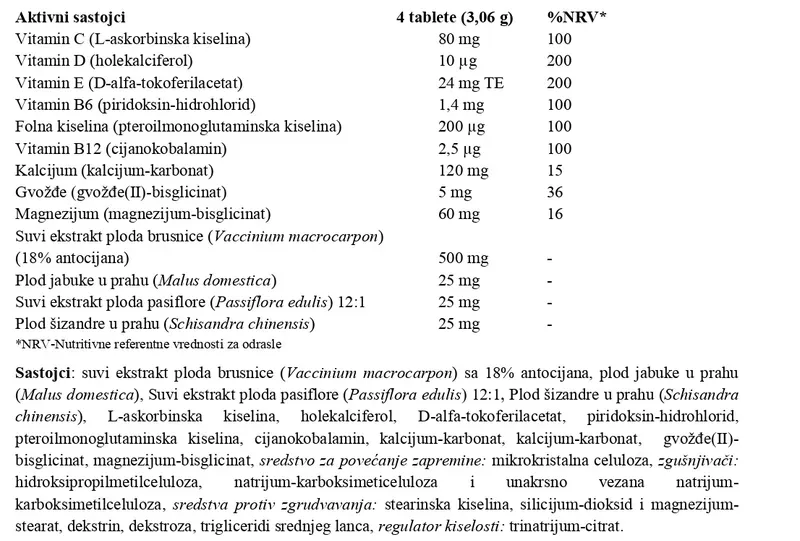 Aktivni sastojci 4 tablete (3,06 g) %NRV*
Vitamin C (L-askorbinska kiselina) 80 mg 100
Vitamin D (holekalciferol) 10 µg 200
Vitamin E (D-alfa-tokoferilacetat) 24 mg TE 200
Vitamin B6 (piridoksin-hidrohlorid) 1,4 mg 100
Folna kiselina (pteroilmonoglutaminska kiselina) 200 µg 100
Vitamin B12 (cijanokobalamin) 2,5 µg 100
Kalcijum (kalcijum-karbonat) 120 mg 15
Gvožđe (gvožđe(II)-bisglicinat) 5 mg 36
Magnezijum (magnezijum-bisglicinat) 60 mg 16
Suvi ekstrakt ploda brusnice (Vaccinium macrocarpon)
(18% antocijana) 500 mg -
Plod jabuke u prahu (Malus domestica) 25 mg -
Suvi ekstrakt ploda pasiflore (Passiflora edulis) 12:1 25 mg -
Plod šizandre u prahu (Schisandra chinensis) 25 mg -
*NRV-Nutritivne referentne vrednosti za odrasle
Sastojci: suvi ekstrakt ploda brusnice (Vaccinium macrocarpon) sa 18% antocijana, plod jabuke u prahu
(Malus domestica), Suvi ekstrakt ploda pasiflore (Passiflora edulis) 12:1, Plod šizandre u prahu (Schisandra
chinensis), L-askorbinska kiselina, holekalciferol, D-alfa-tokoferilacetat, piridoksin-hidrohlorid,
pteroilmonoglutaminska kiselina, cijanokobalamin, kalcijum-karbonat, kalcijum-karbonat, gvožđe(II)-
bisglicinat, magnezijum-bisglicinat, sredstvo za povećanje zapremine: mikrokristalna celuloza, zgušnjivači:
hidroksipropilmetilceluloza, natrijum-karboksimeticeluloza i unakrsno vezana natrijum-
karboksimetilceluloza, sredstva protiv zgrudvavanja: stearinska kiselina, silicijum-dioksid i magnezijum-
stearat, dekstrin, dekstroza, trigliceridi srednjeg lanca, regulator kiselosti: trinatrijum-citrat.